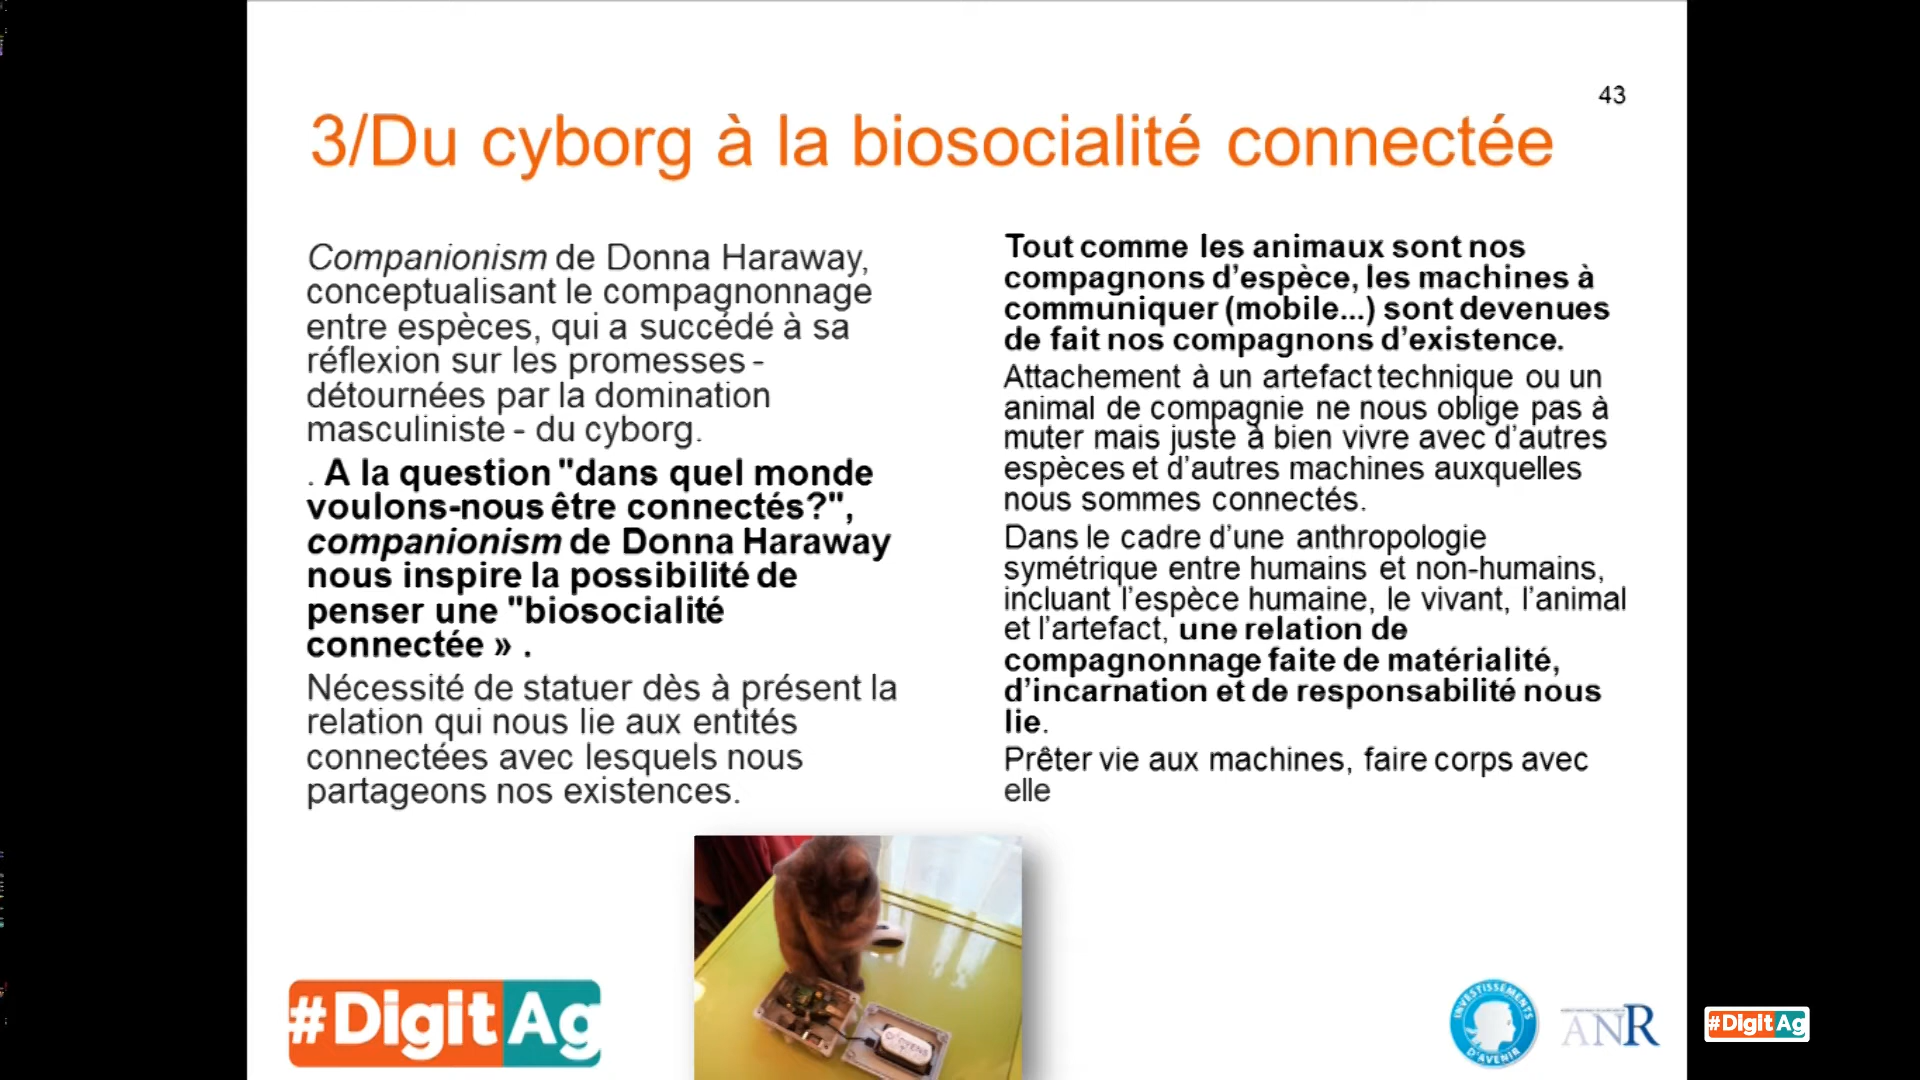 43
3/Du cyborg à la biosocialité connectée
Companionism de Donna Haraway,
conceptualisant le compagnonnage
entre espèces, qui a succédé à sa
réflexion sur les promesses -
détournées par la domination
masculiniste - du cyborg.
. A la question "dans quel monde
voulons-nous être connectés?",
companionism de Donna Haraway
nous inspire la possibilité de
penser une "biosocialité
connectée » .
Nécessité de statuer dès à présent la
relation qui nous lie aux entités
connectées avec lesquels nous
partageons nos existences.
Tout comme les animaux sont nos
compagnons d’espèce, les machines à
communiquer (mobile...) sont devenues
de fait nos compagnons d’existence.
Attachement à un artefact technique ou un
animal de compagnie ne nous oblige pas à
muter mais juste à bien vivre avec d’autres
espèces et d’autres machines auxquelles
nous sommes connectés.
Dans le cadre d’une anthropologie
symétrique entre humains et non-humains,
incluant l’espèce humaine, le vivant, l’animal
et l’artefact, une relation de
compagnonnage faite de matérialité,
d’incarnation et de responsabilité nous
lie.
Prêter vie aux machines, faire corps avec
elle
#DigitAg
INVESTISSEMENTS
D'AVENIR
ANR
#DigitAg